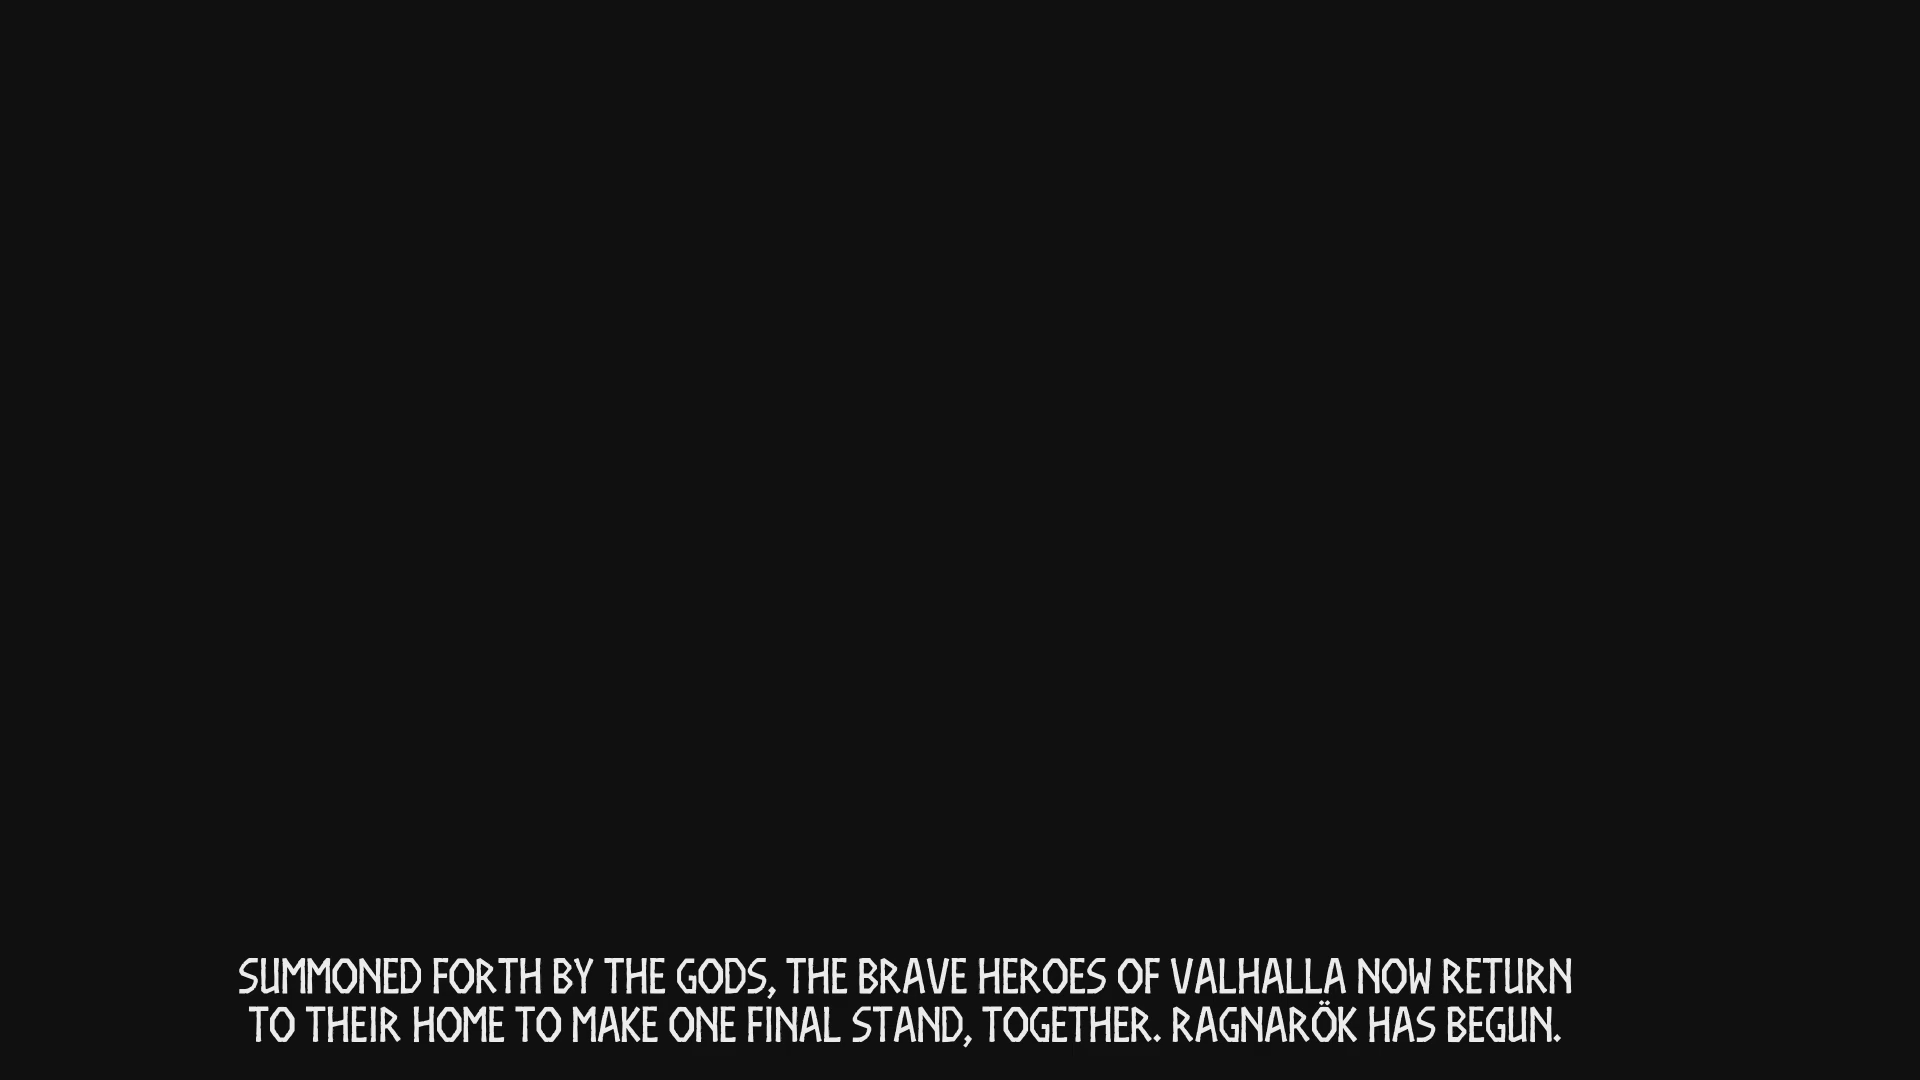 SUMMONED FORTH BY THE GODS, THE BRAVE HEROES OF VALHALLA NOW RETURN
TO THEIR HOME TO MAKE ONE FINAL STAND, TOGETHER. RAGNARÖK HAS BEGUN.